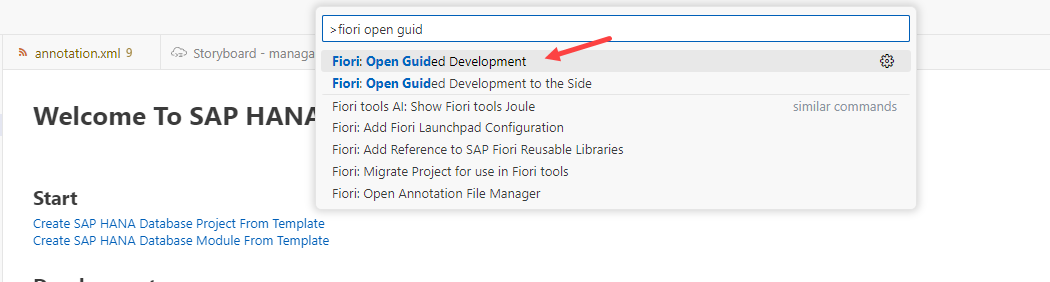 >fiori open guid
annotation.xml 9
Storyboard - managa
Fiori: Open Guided Development
Fiori: Open Guided Development to the Side
Fiori tools AI: Show Fiori tools Joule
similar commands
Fiori: Add Fiori Launchpad Configuration
Fiori: Add Reference to SAP Fiori Reusable Libraries
Fiori: Migrate Project for use in Fiori tools
Fiori: Open Annotation File Manager
Welcome To SAP HANA
Start
Create SAP HANA Database Project From Template
Create SAP HANA Database Module From Template